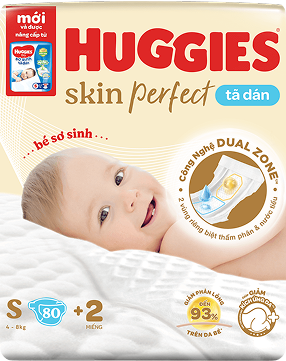 mới
và được
nâng cấp từ
HUGGIES
skin perfect
tã dán
...bé sơ sinh...
Công Nghệ DUAL ZONE™
2 vùng riêng biệt thấm phân & nước tiểu
S
4 - 8kg
80
+2
MIẾNG
GIẢM PHÂN LỎNG
ĐẾN
93%
TRÊN DA BÉ
GIẢM